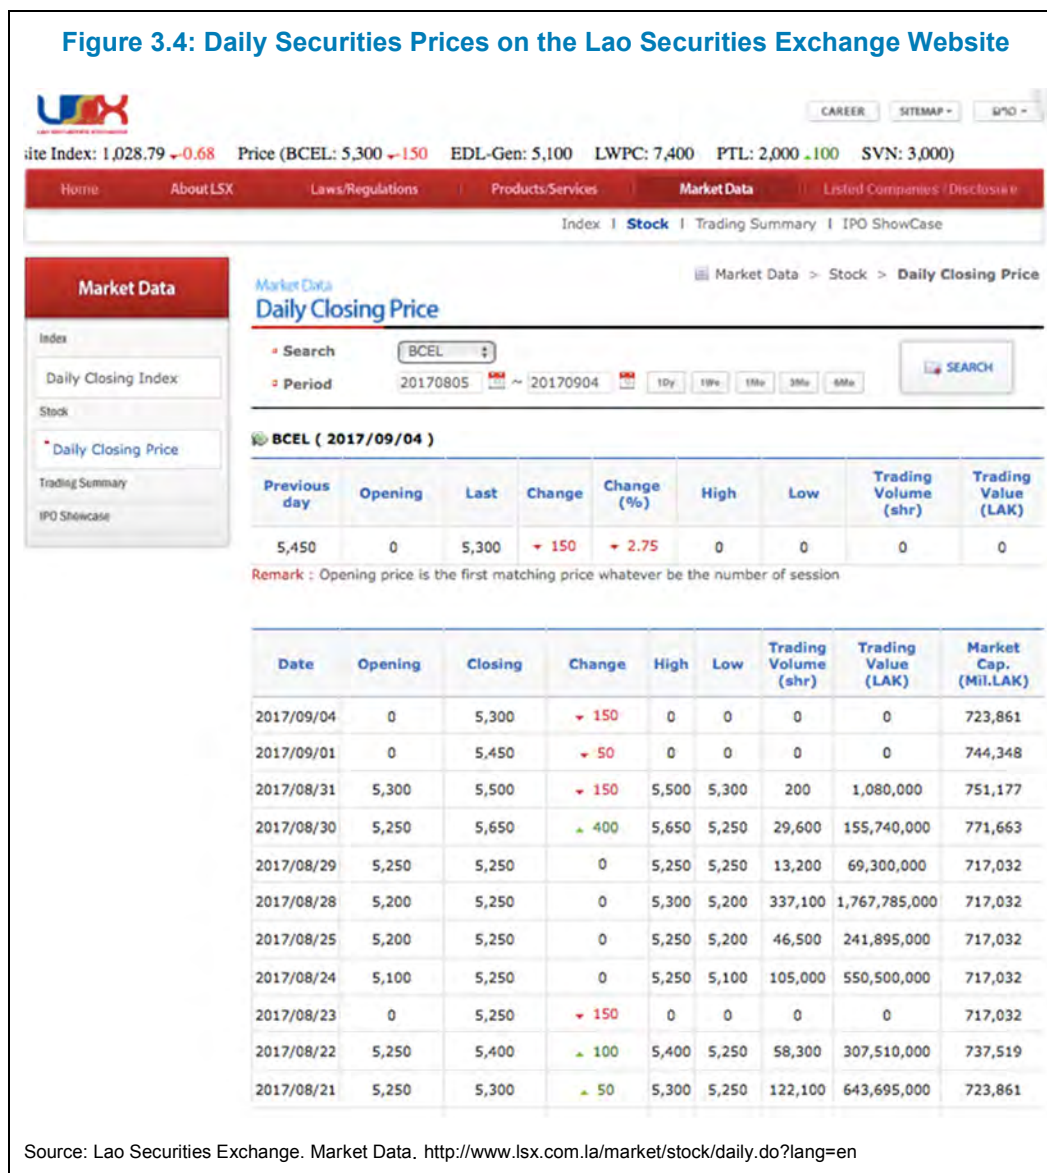 Figure 3.4: Daily Securities Prices on the Lao Securities Exchange Website
LSX
LAO SECURITIES EXCHANGE
CAREER SITEMAP
site Index: 1,028.79 -0.68 Price (BCEL: 5,300 -150 EDL-Gen: 5,100 LWPC: 7,400 PTL: 2,000 100 SVN: 3,000)
Home About LSX Laws/Regulations Products/Services Market Data Listed Companies / Disclosure
Index | Stock | Trading Summary | IPO ShowCase
Market Data
Index
Daily Closing Index
Stock
Daily Closing Price
Trading Summary
IPO Showcase
Market Data > Stock > Daily Closing Price
Market Data
Daily Closing Price
Search BCEL
Period 20170805 ~ 20170904 1Dy 1We 1Mo 3Mo 6Mo
SEARCH
BCEL ( 2017/09/04 )
Previous day Opening Last Change Change (%) High Low Trading Volume (shr) Trading Value (LAK)
5,450 0 5,300 ▼ 150 ▼ 2.75 0 0 0 0
Remark : Opening price is the first matching price whatever be the number of session
Date Opening Closing Change High Low Trading Volume (shr) Trading Value (LAK) Market Cap. (Mil.LAK)
2017/09/04 0 5,300 ▼ 150 0 0 0 0 723,861
2017/09/01 0 5,450 ▼ 50 0 0 0 0 744,348
2017/08/31 5,300 5,500 ▼ 150 5,500 5,300 200 1,080,000 751,177
2017/08/30 5,250 5,650 ▲ 400 5,650 5,250 29,600 155,740,000 771,663
2017/08/29 5,250 5,250 0 5,250 5,250 13,200 69,300,000 717,032
2017/08/28 5,200 5,250 0 5,300 5,200 337,100 1,767,785,000 717,032
2017/08/25 5,200 5,250 0 5,250 5,200 46,500 241,895,000 717,032
2017/08/24 5,100 5,250 0 5,250 5,100 105,000 550,500,000 717,032
2017/08/23 0 5,250 ▼ 150 0 0 0 0 717,032
2017/08/22 5,250 5,400 ▲ 100 5,400 5,250 58,300 307,510,000 737,519
2017/08/21 5,250 5,300 ▲ 50 5,300 5,250 122,100 643,695,000 723,861
Source: Lao Securities Exchange. Market Data. http://www.lsx.com.la/market/stock/daily.do?lang=en